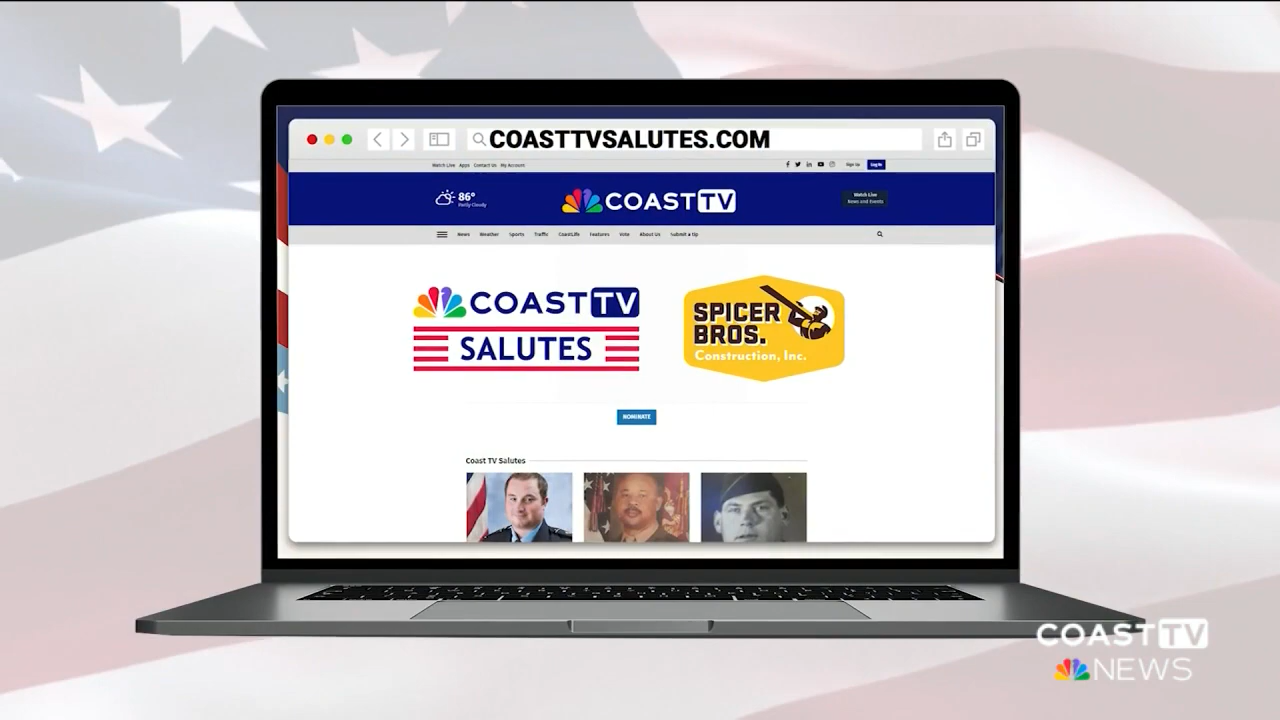 COASTTVSALUTES.COM
Watch Live Apps Contact Us My Account
Sign Up Log In
86°
Partly Cloudy
COAST TV
Watch Live
News and Events
News Weather Sports Traffic CoastLife Features Vote About Us Submit a Tip
COAST TV
SALUTES
SPICER
BROS.
Construction, Inc.
NOMINATE
Coast TV Salutes
COAST TV
NEWS